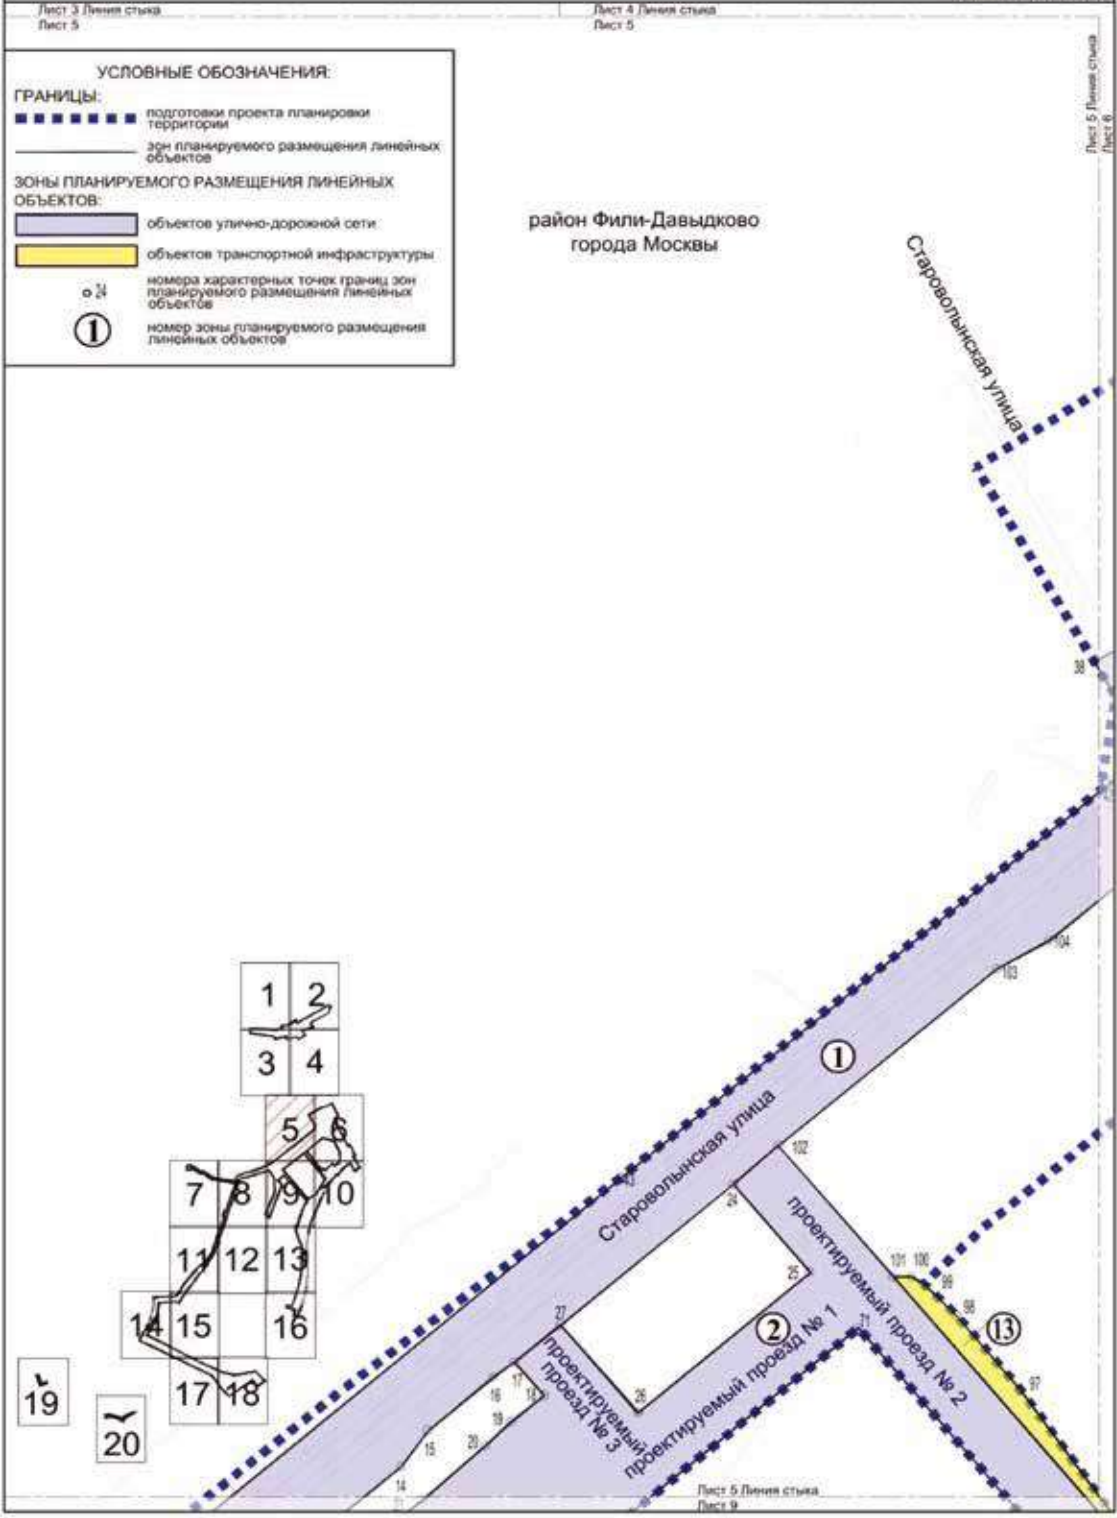 Лист 3 Линия стыка
Лист 5
Лист 4 Линия стыка
Лист 5
Лист 5 Линия стыка
Лист 6
УСЛОВНЫЕ ОБОЗНАЧЕНИЯ:
ГРАНИЦЫ:
подготовки проекта планировки
территории
зон планируемого размещения линейных
объектов
ЗОНЫ ПЛАНИРУЕМОГО РАЗМЕЩЕНИЯ ЛИНЕЙНЫХ
ОБЪЕКТОВ:
объектов улично-дорожной сети
объектов транспортной инфраструктуры
24
номера характерных точек границ зон
планируемого размещения линейных
объектов
1
номер зоны планируемого размещения
линейных объектов
район Фили-Давыдково
города Москвы
Староволынская улица
38
104
103
1
Староволынская улица
43
102
24
25
27
26
проектируемый проезд № 2
проектируемый проезд № 1
проектируемый
проезд № 3
2
71
101
100
99
98
13
97
17
16
18
19
20
15
14
1
2
3
4
5
6
7
8
9
10
11
12
13
14
15
16
17
18
19
20
Лист 5 Линия стыка
Лист 9